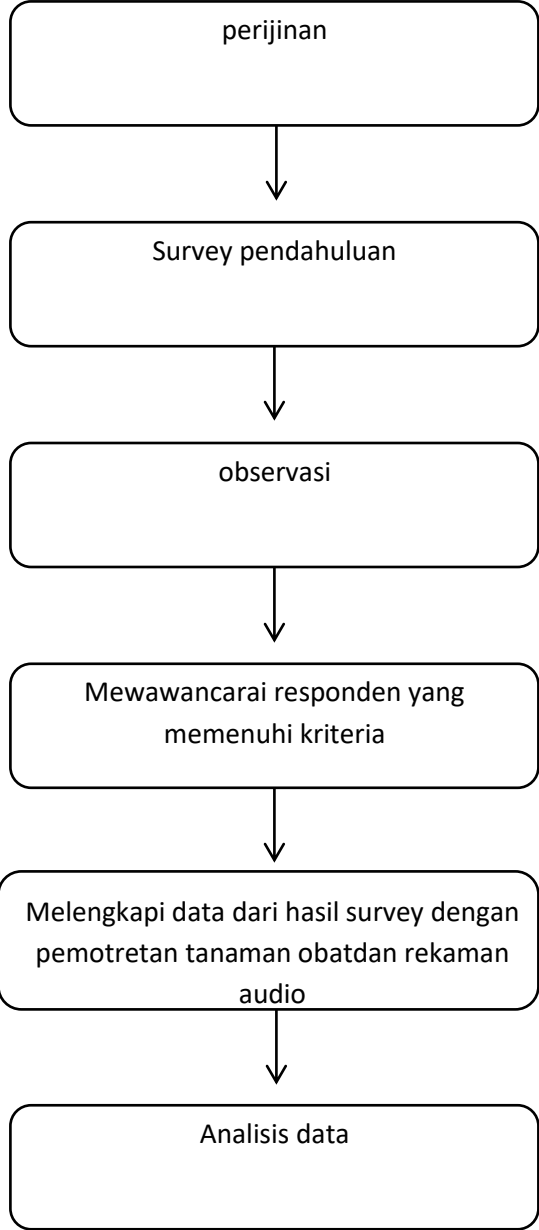 perijinan
Survey pendahuluan
observasi
Mewawancarai responden yang
memenuhi kriteria
Melengkapi data dari hasil survey dengan
pemotretan tanaman obatdan rekaman
audio
Analisis data